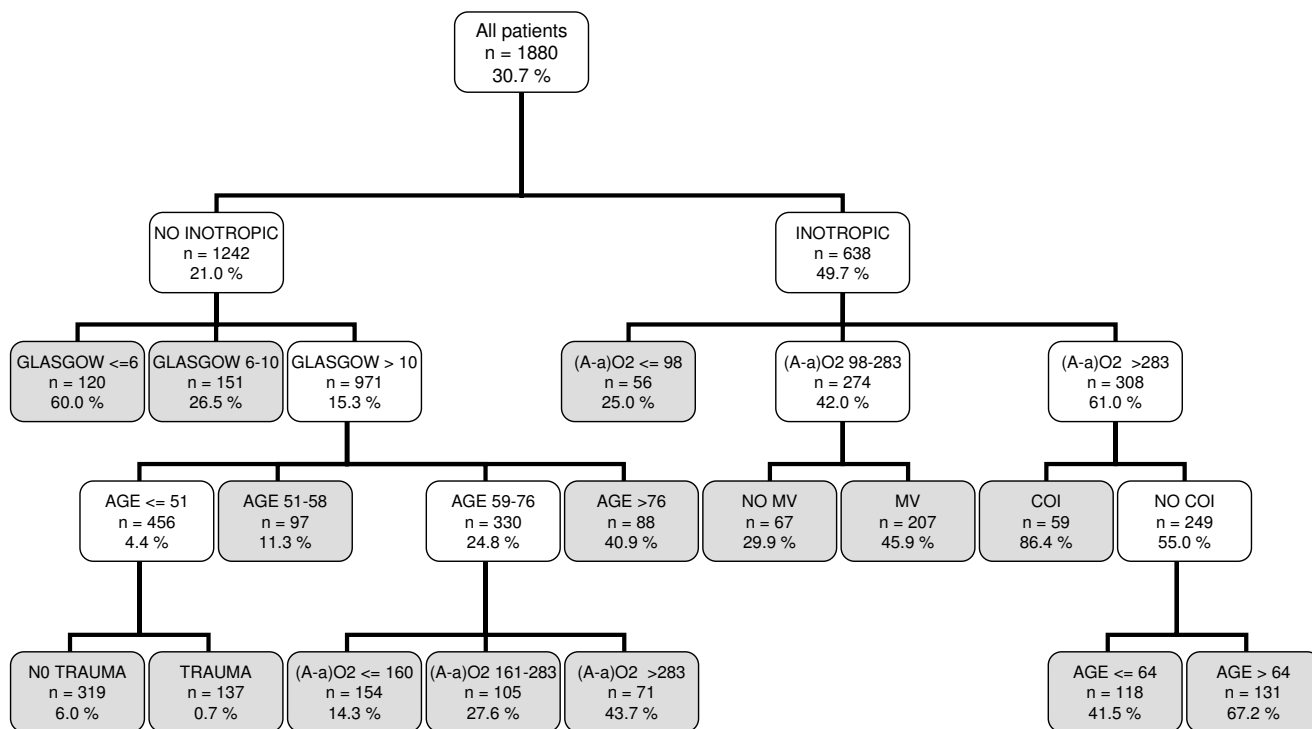 All patients
n = 1880
30.7 %
NO INOTROPIC
n = 1242
21.0 %
INOTROPIC
n = 638
49.7 %
GLASGOW <=6
n = 120
60.0 %
GLASGOW 6-10
n = 151
26.5 %
GLASGOW > 10
n = 971
15.3 %
(A-a)O2 <= 98
n = 56
25.0 %
(A-a)O2 98-283
n = 274
42.0 %
(A-a)O2 >283
n = 308
61.0 %
AGE <= 51
n = 456
4.4 %
AGE 51-58
n = 97
11.3 %
AGE 59-76
n = 330
24.8 %
AGE >76
n = 88
40.9 %
NO MV
n = 67
29.9 %
MV
n = 207
45.9 %
COI
n = 59
86.4 %
NO COI
n = 249
55.0 %
N0 TRAUMA
n = 319
6.0 %
TRAUMA
n = 137
0.7 %
(A-a)O2 <= 160
n = 154
14.3 %
(A-a)O2 161-283
n = 105
27.6 %
(A-a)O2 >283
n = 71
43.7 %
AGE <= 64
n = 118
41.5 %
AGE > 64
n = 131
67.2 %